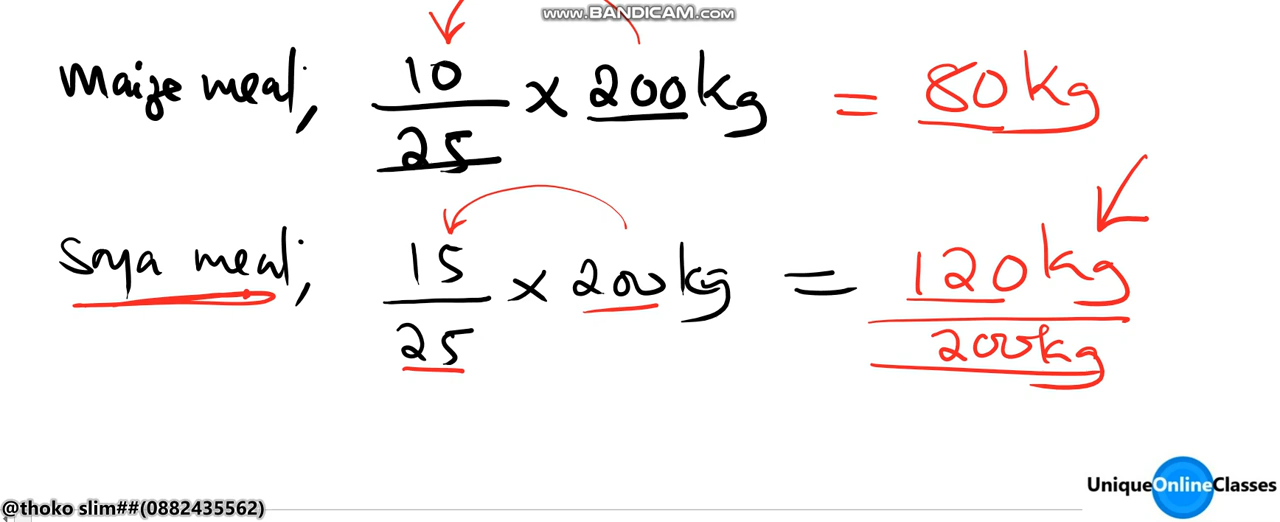 www.BANDICAM.com
Maize meal; 10/25 × 200kg = 80kg
Soya meal; 15/25 × 200kg = 120kg
200kg
UniqueOnlineClasses
@thoko slim##(0882435562)